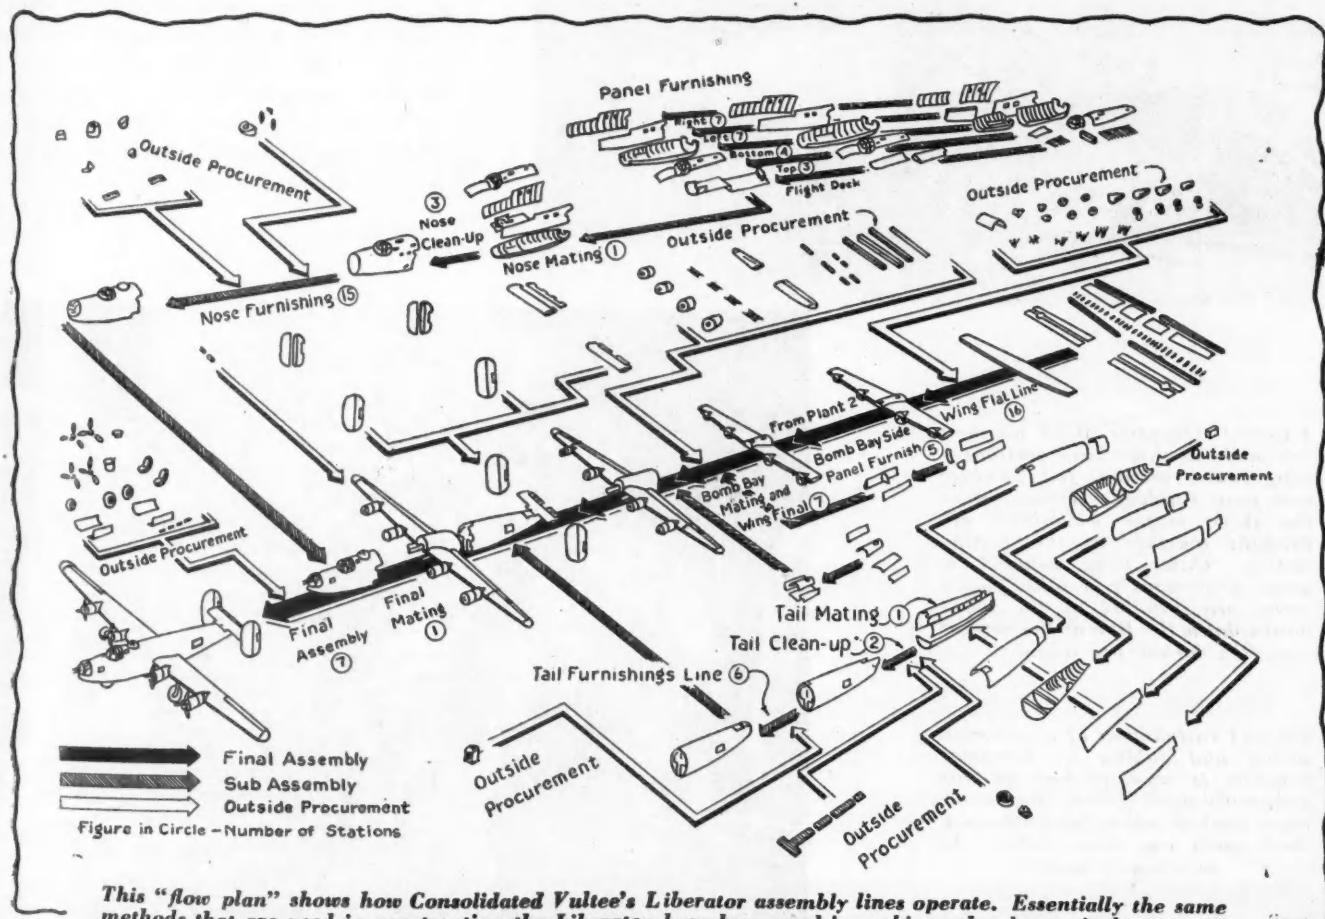 Panel Furnishing
Right 7
Left 7
Bottom 4
Top 3
Flight Deck
Outside Procurement
Outside Procurement
3
Nose
Clean-Up
Outside Procurement
Nose Mating 1
Nose Furnishing 15
From Plant 2
Wing Flat Line
16
Bomb Bay Side
Panel Furnish 5
Bomb Bay
Mating and
Wing Final 7
Outside
Procurement
Outside Procurement
Final
Mating
1
Final
Assembly
7
Tail Mating 1
Tail Clean-up 2
Tail Furnishings Line 6
Outside
Procurement
Outside
Procurement
Final Assembly
Sub Assembly
Outside Procurement
Figure in Circle – Number of Stations
This "flow plan" shows how Consolidated Vultee's Liberator assembly lines operate. Essentially the same